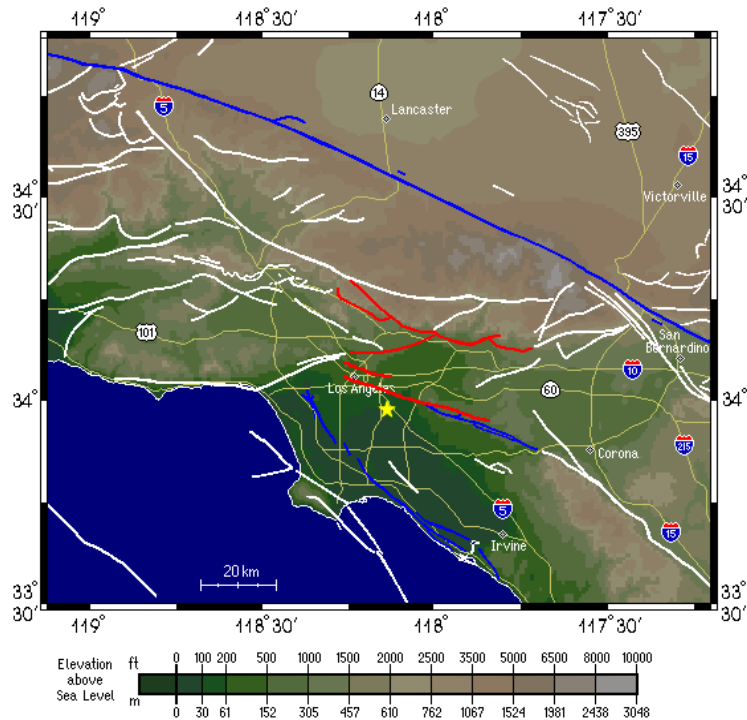 119° 118° 30' 118° 117° 30'
14
5
Lancaster
395
15
34°
30'
34°
30'
Victorville
101
San
Bernardino
10
34°
34°
Los Angeles
60
215
Corona
5
15
Irvine
20 km
33°
30'
33°
30'
119° 118° 30' 118° 117° 30'
Elevation
above
Sea Level
ft 0 100 200 500 1000 1500 2000 2500 3500 5000 6500 8000 10000
m 0 30 61 152 305 457 610 762 1067 1524 1981 2438 3048